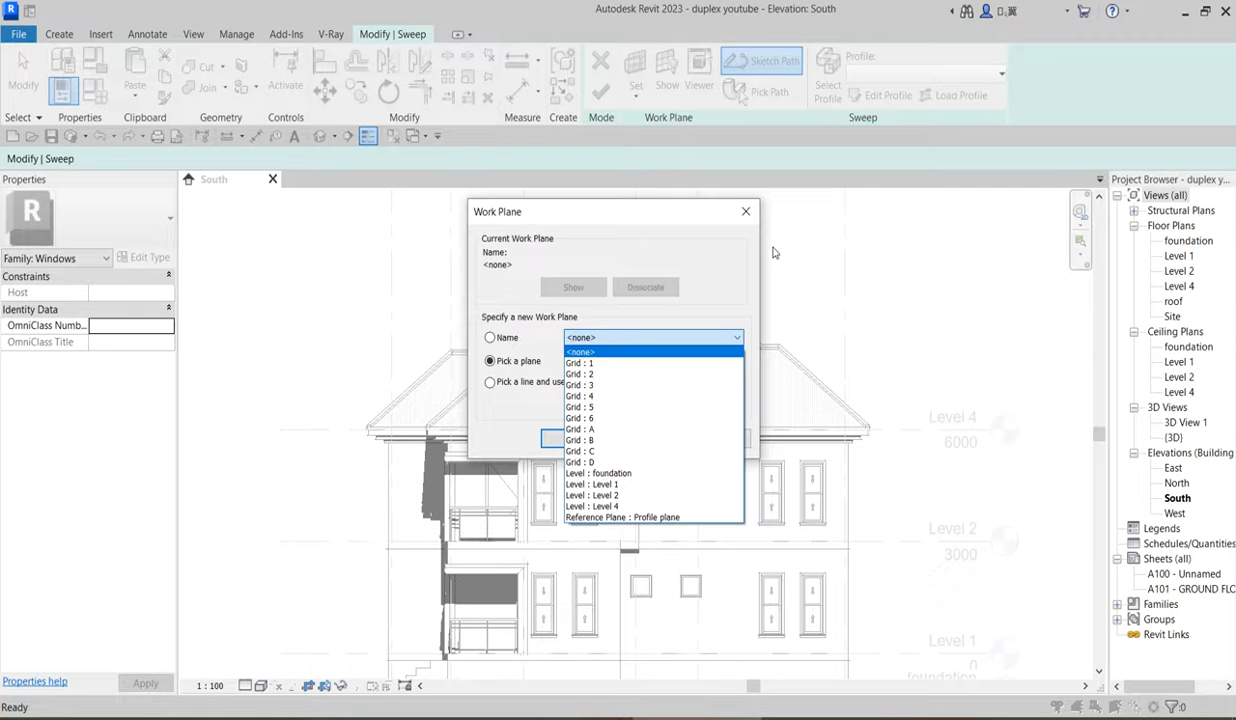 Autodesk Revit 2023 - duplex youtube - Elevation: South
File Create Insert Annotate View Manage Add-Ins V-Ray Modify | Sweep
Modify
Paste
Cut
Join
Activate
Set
Show
Viewer
Sketch Path
Pick Path
Select
Profile
Profile:
Edit Profile
Load Profile
Select Properties Clipboard Geometry Controls Modify Measure Create Mode Work Plane Sweep
Modify | Sweep
Properties
R
Family: Windows
Edit Type
Constraints
Host
Identity Data
OmniClass Numb...
OmniClass Title
Properties help
Apply
South
Work Plane
Current Work Plane
Name:
<none>
Show
Dissociate
Specify a new Work Plane
Name
<none>
Pick a plane
Pick a line and use
<none>
Grid : 1
Grid : 2
Grid : 3
Grid : 4
Grid : 5
Grid : 6
Grid : A
Grid : B
Grid : C
Grid : D
Level : foundation
Level : Level 1
Level : Level 2
Level : Level 4
Reference Plane : Profile plane
Level 4
6000
Level 2
3000
Level 1
0
foundation
1 : 100
Project Browser - duplex y...
Views (all)
Structural Plans
Floor Plans
foundation
Level 1
Level 2
Level 4
roof
Site
Ceiling Plans
foundation
Level 1
Level 2
Level 4
3D Views
3D View 1
{3D}
Elevations (Building
East
North
South
West
Legends
Schedules/Quantities
Sheets (all)
A100 - Unnamed
A101 - GROUND FLC
Families
Groups
Revit Links
Ready
:0